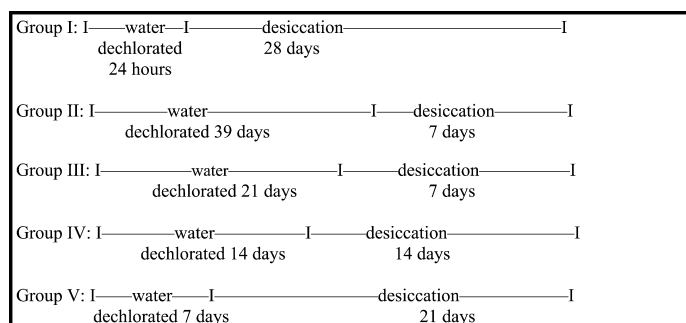 Group I: I——water—I————desiccation——————————————I
dechlorated 28 days
24 hours
Group II: I————water—————————I——desiccation————I
dechlorated 39 days 7 days
Group III: I—————water——————I———desiccation—————I
dechlorated 21 days 7 days
Group IV: I————water—————I———desiccation————————I
dechlorated 14 days 14 days
Group V: I——water——I—————————desiccation——————I
dechlorated 7 days 21 days